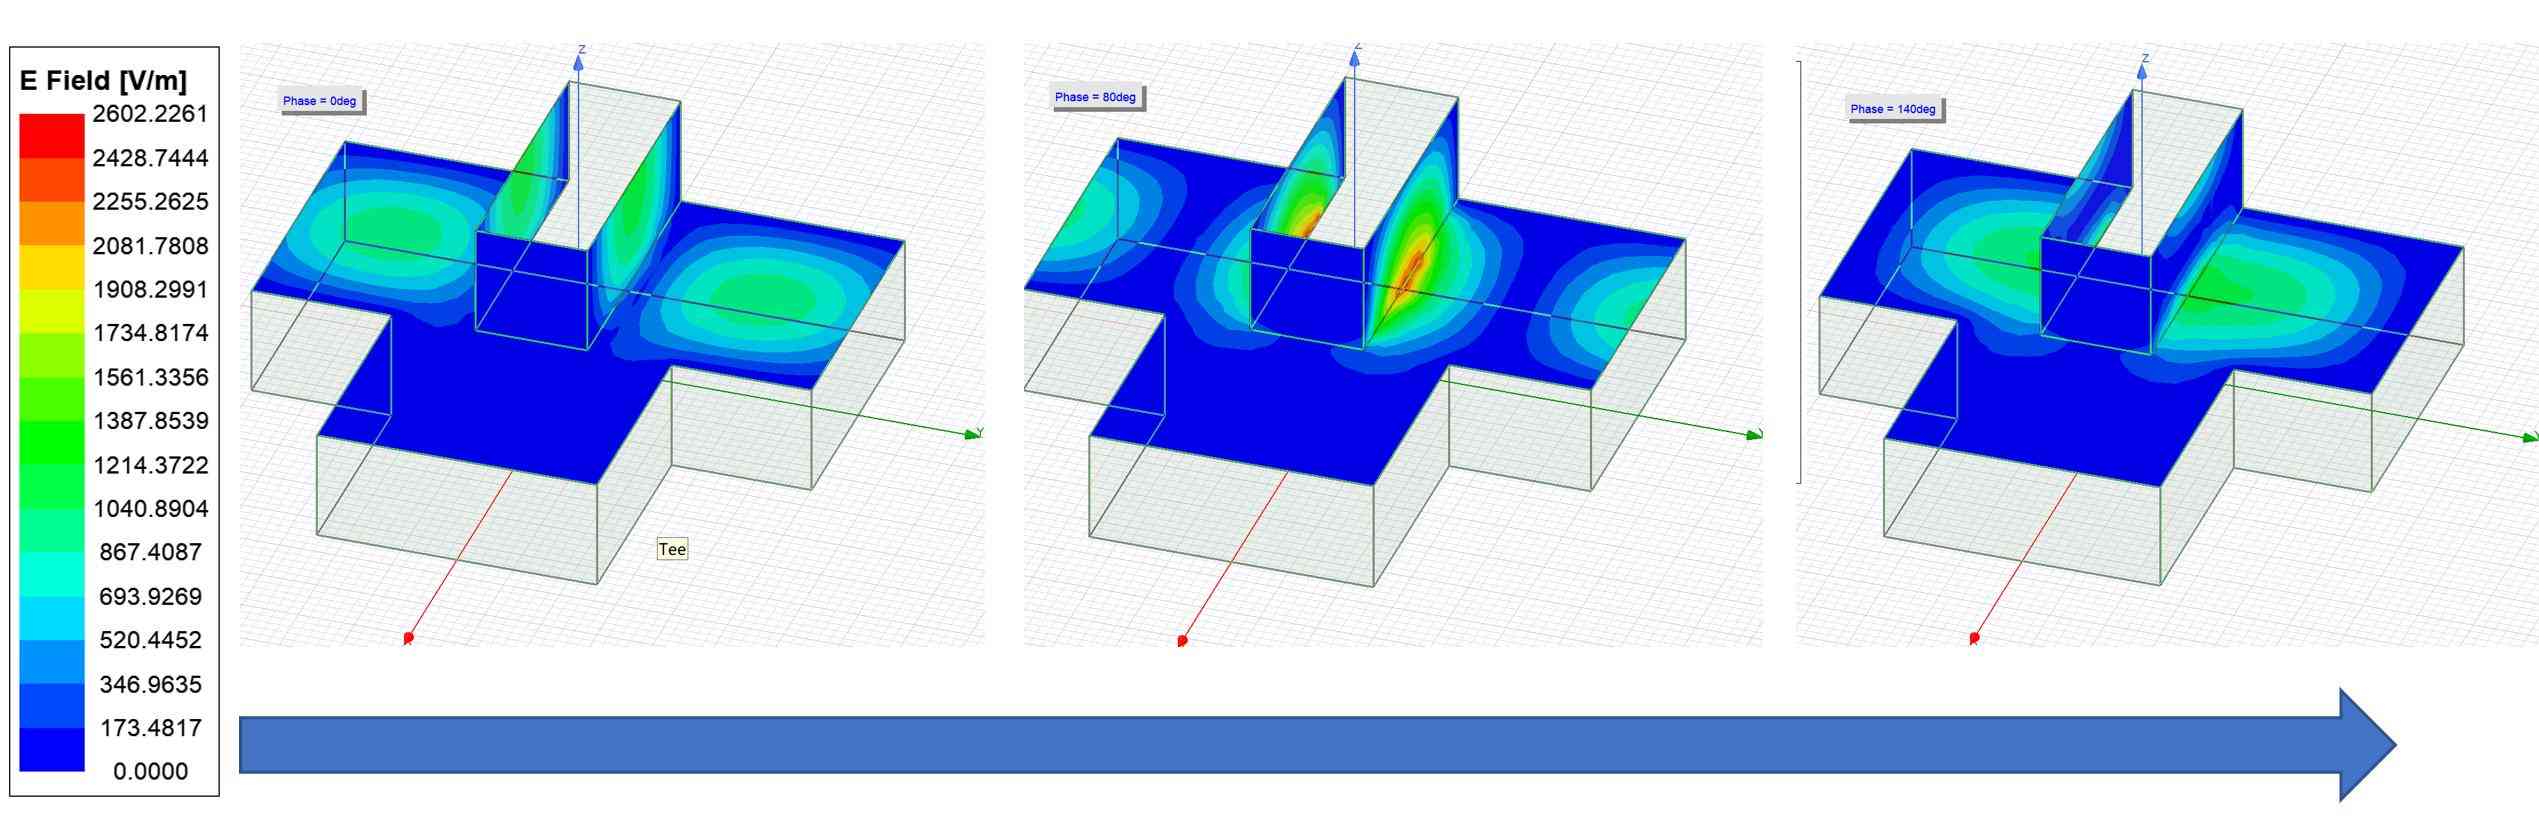 E Field [V/m]
2602.2261
2428.7444
2255.2625
2081.7808
1908.2991
1734.8174
1561.3356
1387.8539
1214.3722
1040.8904
867.4087
693.9269
520.4452
346.9635
173.4817
0.0000
Phase = 0deg
Z
Y
Tee
Phase = 80deg
Z
Phase = 140deg
Z